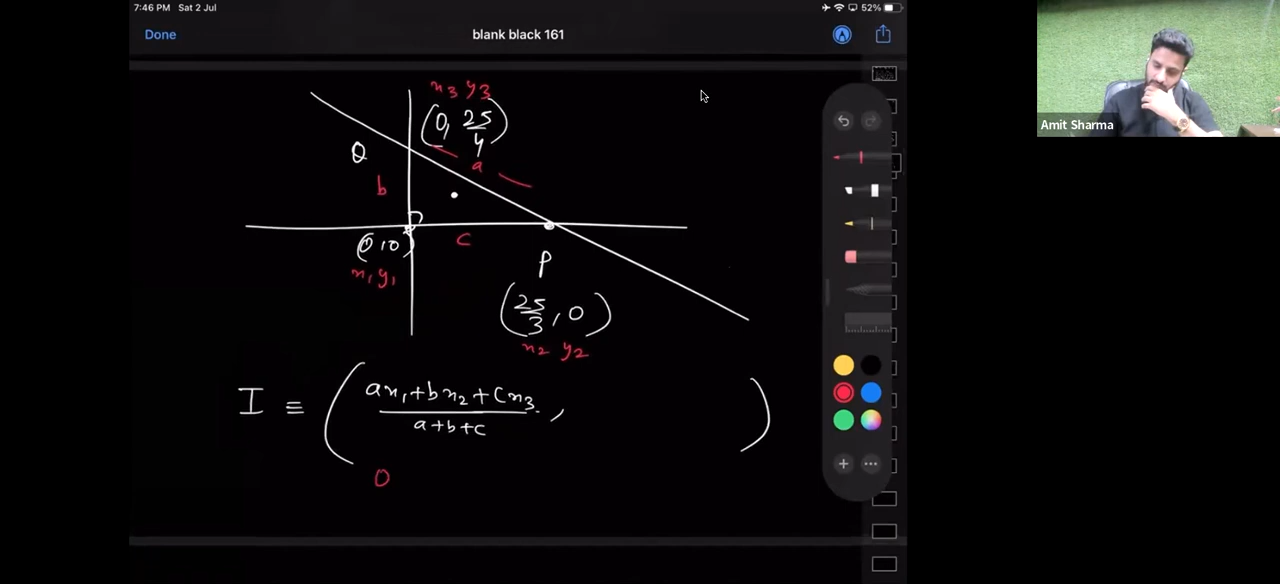 7:46 PM Sat 2 Jul
52%
Done
blank black 161
Amit Sharma
x₃ y₃
(0, 25/4)
Q
a
b
c
(0,0)
x₁ y₁
P
(25/3, 0)
x₂ y₂
I ≡ ( (ax₁+bx₂+cx₃)/(a+b+c) , )
0